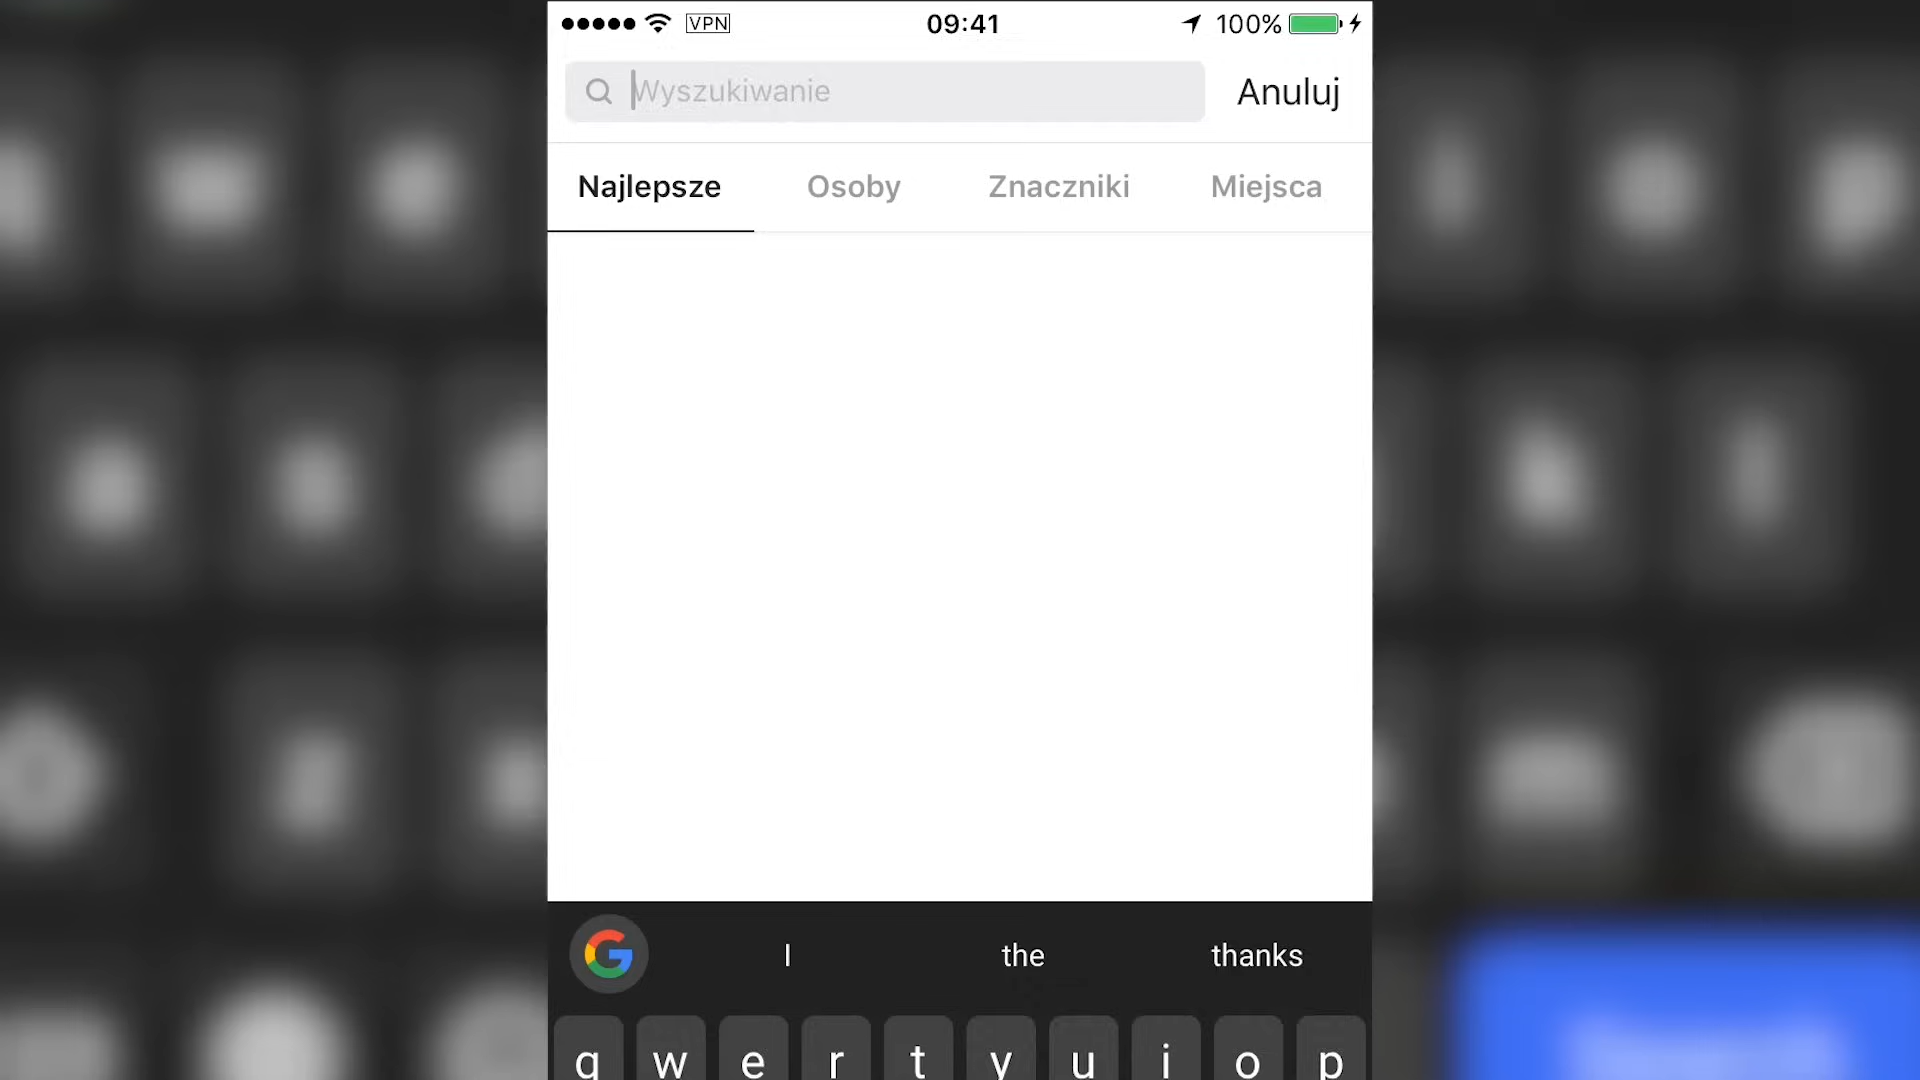 VPN 09:41 100%
Wyszukiwanie Anuluj
Najlepsze Osoby Znaczniki Miejsca
I the thanks
q w e r t y u i o p